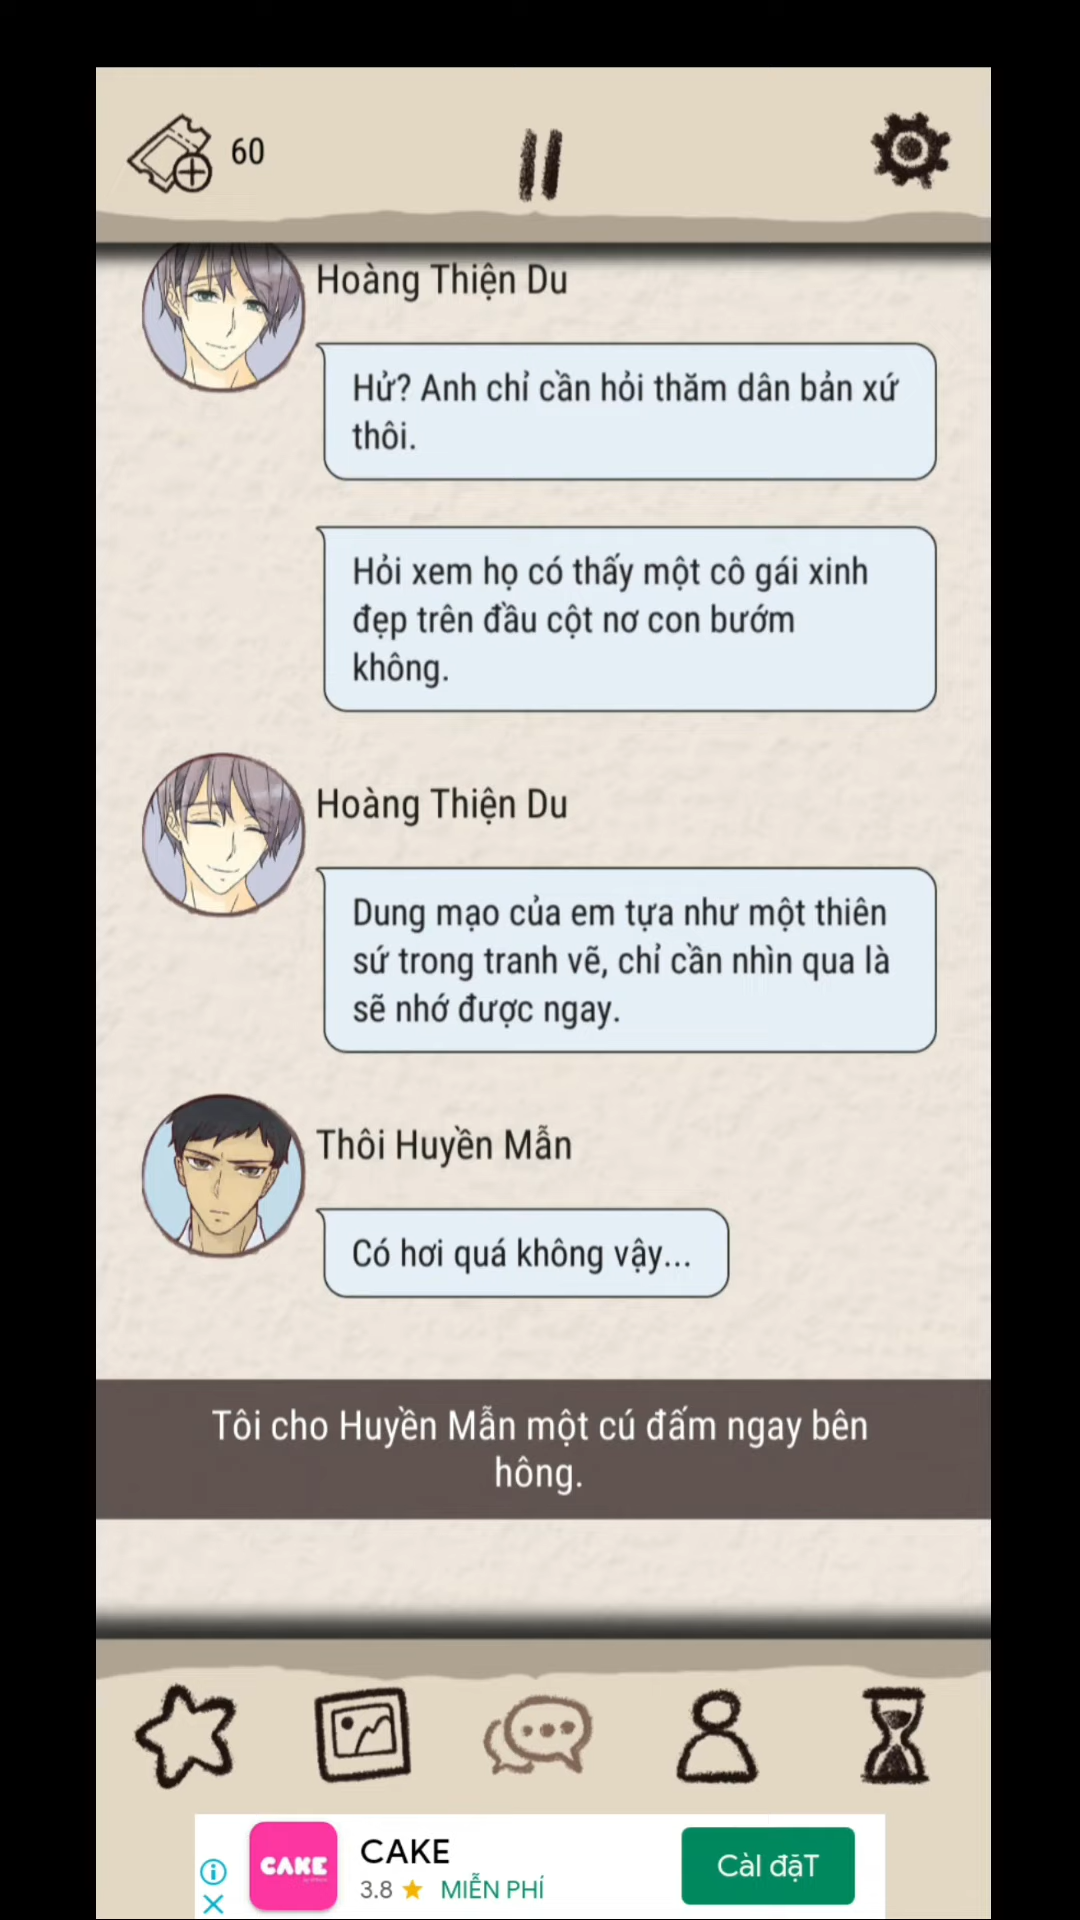 60
Hoàng Thiện Du
Hử? Anh chỉ cần hỏi thăm dân bản xứ
thôi.
Hỏi xem họ có thấy một cô gái xinh
đẹp trên đầu cột nơ con bướm
không.
Hoàng Thiện Du
Dung mạo của em tựa như một thiên
sứ trong tranh vẽ, chỉ cần nhìn qua là
sẽ nhớ được ngay.
Thôi Huyền Mẫn
Có hơi quá không vậy...
Tôi cho Huyền Mẫn một cú đấm ngay bên
hông.
CAKE
CAKE
3.8 ★ MIỄN PHÍ
Cài đặT